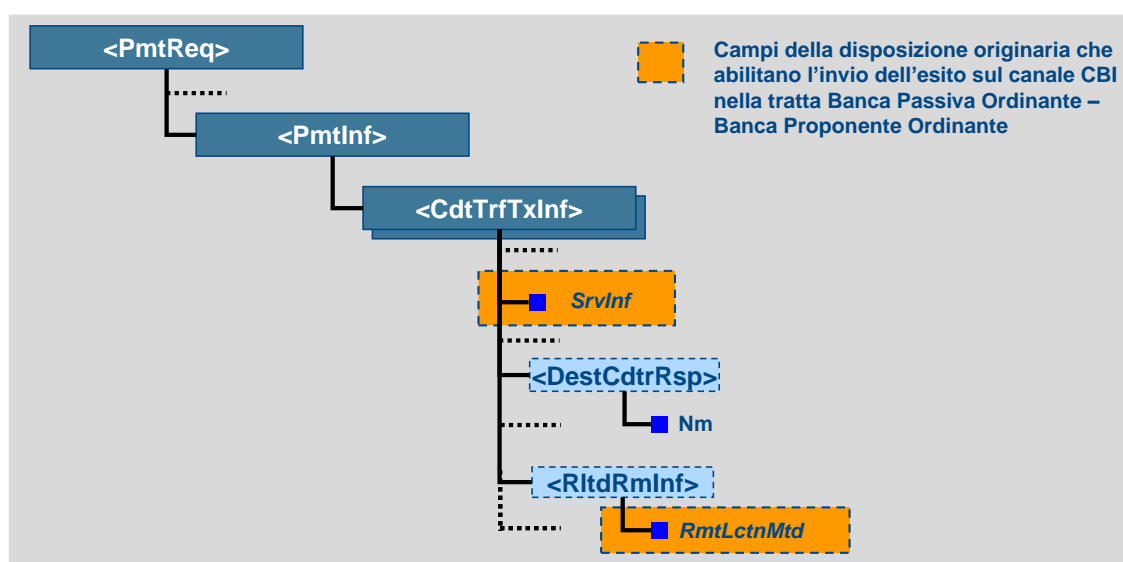 <PmtReq>
Campi della disposizione originaria che
abilitano l'invio dell'esito sul canale CBI
nella tratta Banca Passiva Ordinante –
Banca Proponente Ordinante
<PmtInf>
<CdtTrfTxInf>
SrvInf
<DestCdtrRsp>
Nm
<RltdRmInf>
RmtLctnMtd